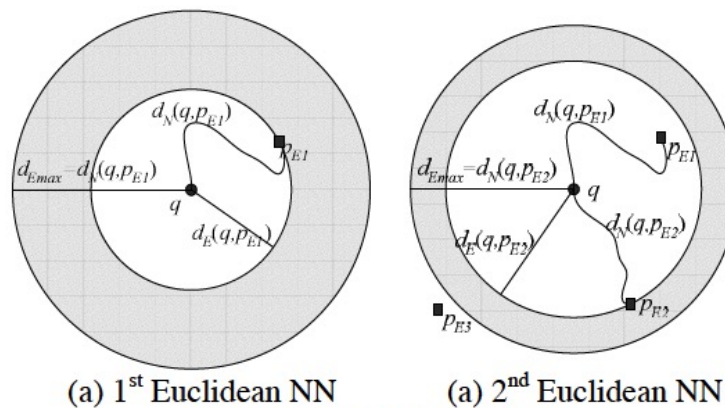 d_N(q,p_E1)
p_E1
d_Emax=d_N(q,p_E1)
q
d_E(q,p_E1)
(a) 1st Euclidean NN
d_N(q,p_E1)
p_E1
d_Emax=d_N(q,p_E2)
q
d_E(q,p_E2)
d_N(q,p_E2)
p_E2
p_E3
(a) 2nd Euclidean NN